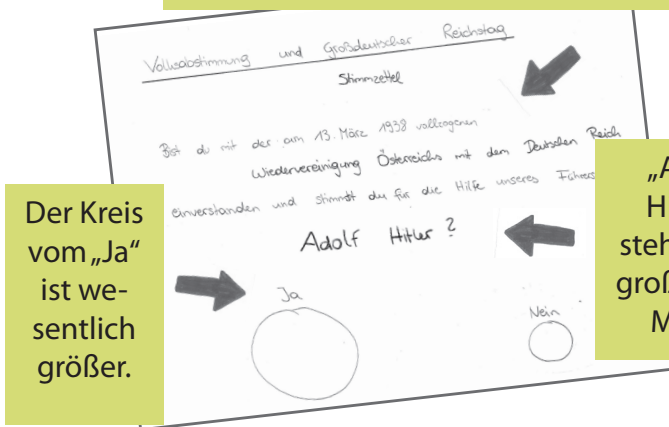 Volksabstimmung und Großdeutscher Reichstag
Stimmzettel
Bist du mit der am 13. März 1938 vollzogenen
Wiedervereinigung Österreichs mit dem Deutschen Reich
einverstanden und stimmst du für die Hilfe unseres Führers
Adolf Hitler?
Ja
Nein
Der Kreis
vom „Ja“
ist we-
sentlich
größer.
„A
H
steh
groß
M